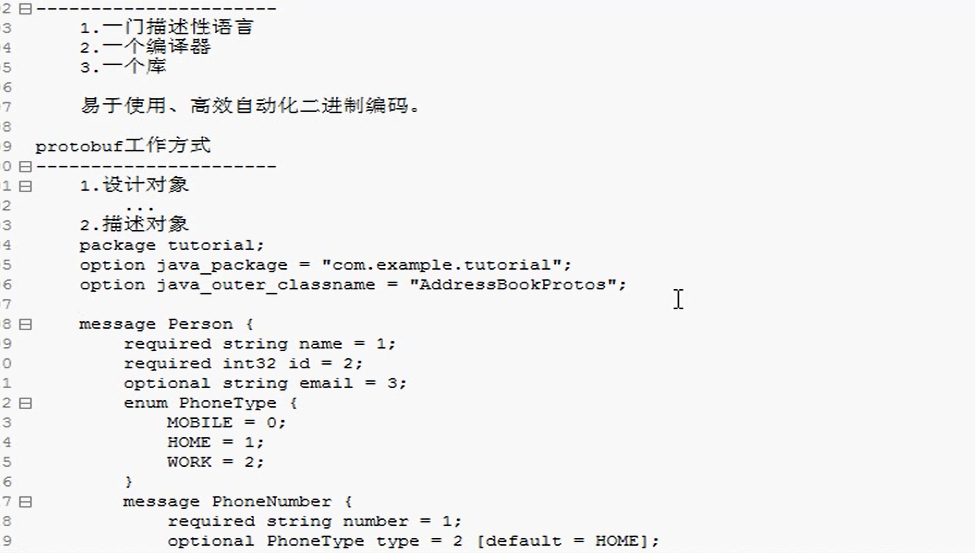 2 ----------------------
3 1.一门描述性语言
4 2.一个编译器
5 3.一个库
6
7 易于使用、高效自动化二进制编码。
8
9 protobuf工作方式
0 ----------------------
1 1.设计对象
2 ...
3 2.描述对象
4 package tutorial;
5 option java_package = "com.example.tutorial";
6 option java_outer_classname = "AddressBookProtos";
7
8 message Person {
9 required string name = 1;
0 required int32 id = 2;
1 optional string email = 3;
2 enum PhoneType {
3 MOBILE = 0;
4 HOME = 1;
5 WORK = 2;
6 }
7 message PhoneNumber {
8 required string number = 1;
9 optional PhoneType type = 2 [default = HOME];